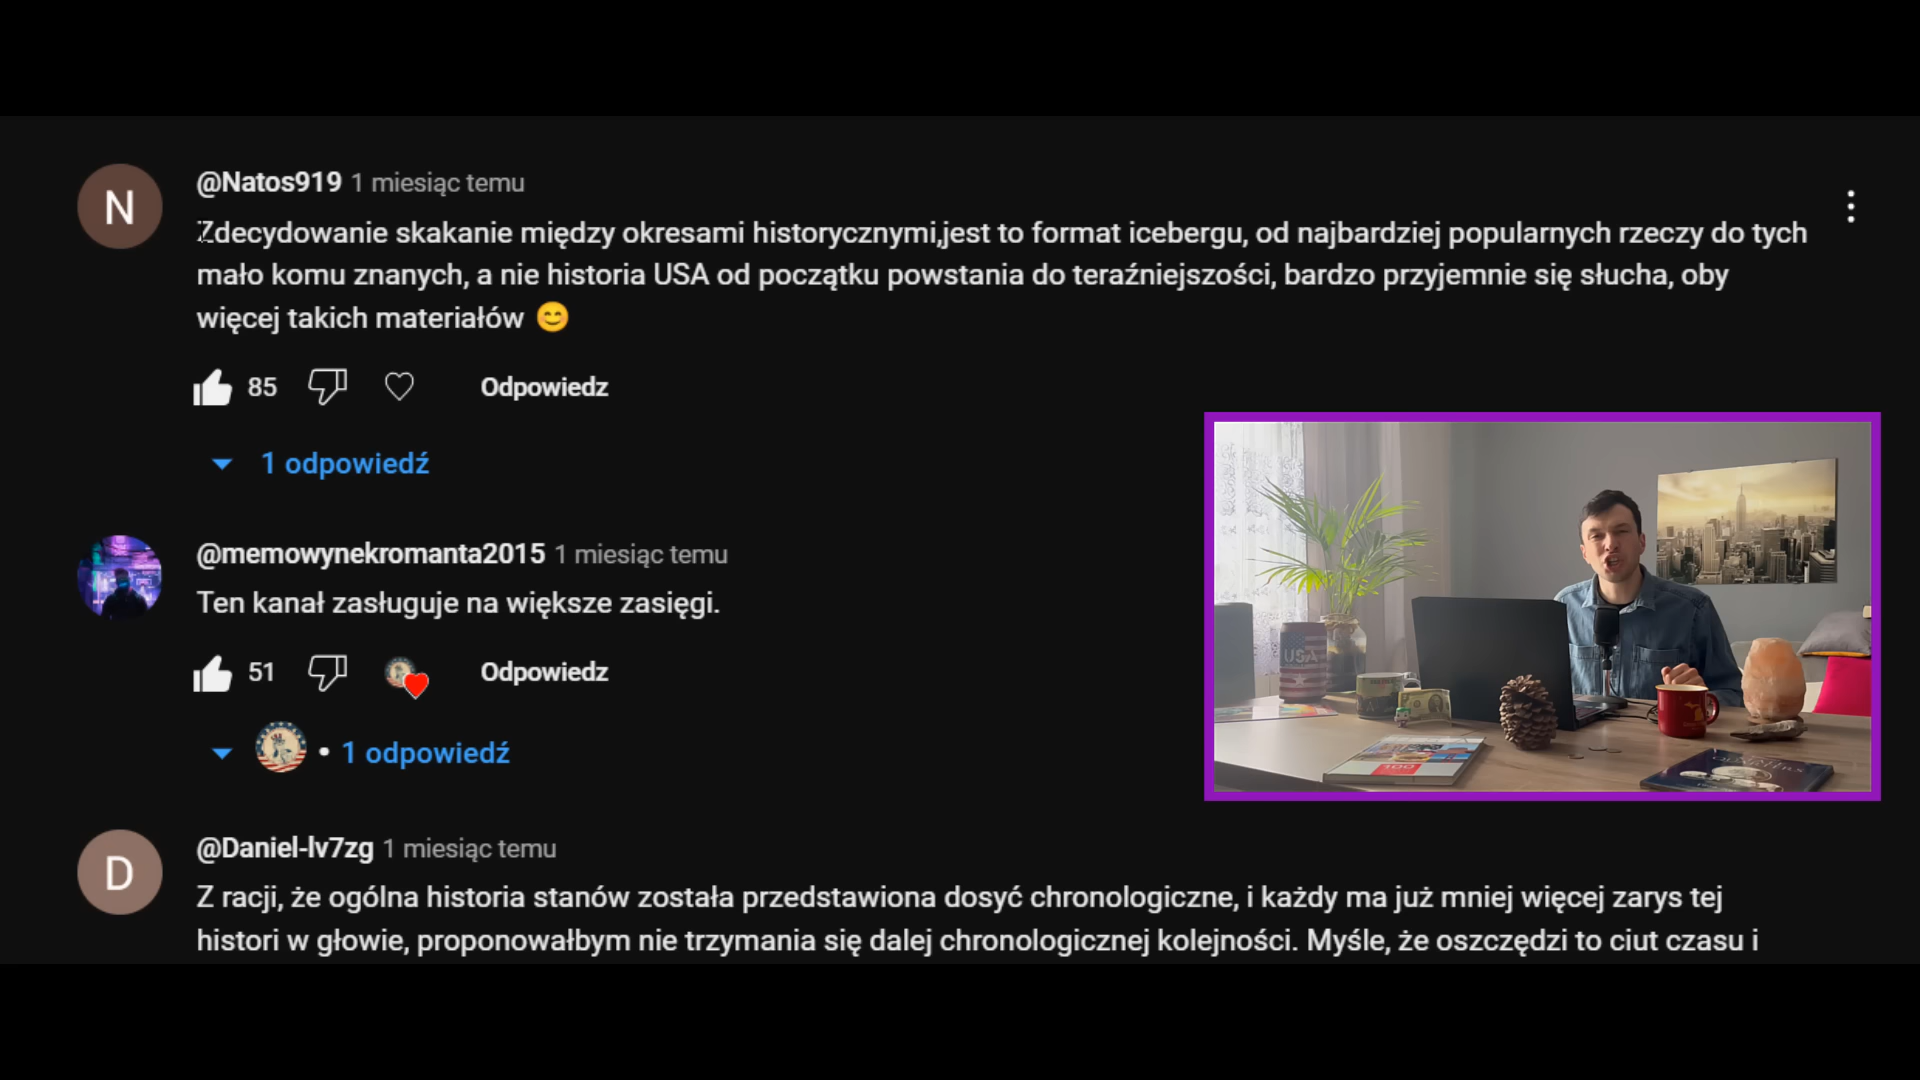 N
@Natos919 1 miesiąc temu
Zdecydowanie skakanie między okresami historycznymi,jest to format icebergu, od najbardziej popularnych rzeczy do tych
mało komu znanych, a nie historia USA od początku powstania do teraźniejszości, bardzo przyjemnie się słucha, oby
więcej takich materiałów 😊
85 Odpowiedz
1 odpowiedź
@memowynekromanta2015 1 miesiąc temu
Ten kanał zasługuje na większe zasięgi.
51 Odpowiedz
• 1 odpowiedź
USA
100
D
@Daniel-lv7zg 1 miesiąc temu
Z racji, że ogólna historia stanów została przedstawiona dosyć chronologiczne, i każdy ma już mniej więcej zarys tej
histori w głowie, proponowałbym nie trzymania się dalej chronologicznej kolejności. Myśle, że oszczędzi to ciut czasu i